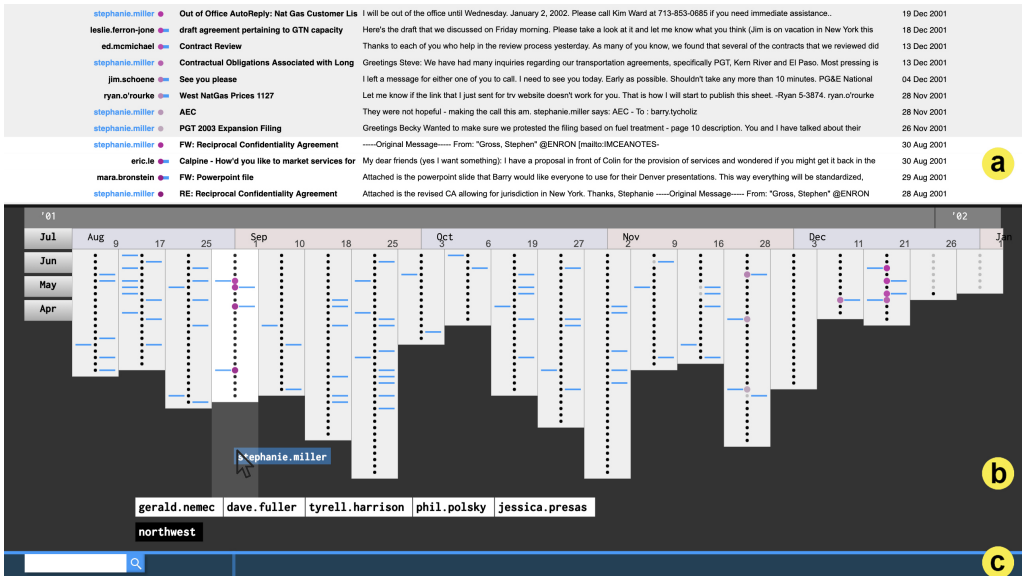 stephanie.miller Out of Office AutoReply: Nat Gas Customer Lis I will be out of the office until Wednesday. January 2, 2002. Please call Kim Ward at 713-853-0685 if you need immediate assistance.. 19 Dec 2001
leslie.ferron-jone draft agreement pertaining to GTN capacity Here's the draft that we discussed on Friday morning. Please take a look at it and let me know what you think (Jim is on vacation in New York this 18 Dec 2001
ed.mcmichael Contract Review Thanks to each of you who help in the review process yesterday. As many of you know, we found that several of the contracts that we reviewed did 13 Dec 2001
stephanie.miller Contractual Obligations Associated with Long Greetings Steve: We have had many inquiries regarding our transportation agreements, specifically PGT, Kern River and El Paso. Most pressing is 13 Dec 2001
jim.schoene See you please I left a message for either one of you to call. I need to see you today. Early as possible. Shouldn't take any more than 10 minutes. PG&E National 04 Dec 2001
ryan.o'rourke West NatGas Prices 1127 Let me know if the link that I just sent for trv website doesn't work for you. That is how I will start to publish this sheet. -Ryan 5-3874. ryan.o'rourke 28 Nov 2001
stephanie.miller AEC They were not hopeful - making the call this am. stephanie.miller says: AEC - To : barry.tycholiz 28 Nov 2001
stephanie.miller PGT 2003 Expansion Filing Greetings Becky Wanted to make sure we protested the filing based on fuel treatment - page 10 description. You and I have talked about their 26 Nov 2001
stephanie.miller FW: Reciprocal Confidentiality Agreement -----Original Message----- From: "Gross, Stephen" @ENRON [mailto:IMCEANOTES- 30 Aug 2001
eric.le Calpine - How'd you like to market services for My dear friends (yes I want something): I have a proposal in front of Colin for the provision of services and wondered if you might get it back in the 30 Aug 2001
mara.bronstein FW: Powerpoint file Attached is the powerpoint slide that Barry would like everyone to use for their Denver presentations. This way everything will be standardized, 29 Aug 2001
stephanie.miller RE: Reciprocal Confidentiality Agreement Attached is the revised CA allowing for jurisdiction in New York. Thanks, Stephanie -----Original Message----- From: "Gross, Stephen" @ENRON 28 Aug 2001
a
'01 '02
Jul Aug Sep Oct Nov Dec Jan
9 17 25 1 10 18 25 3 6 19 27 1 9 16 28 3 11 21 26 1
Jun
May
Apr
stephanie.miller
b
gerald.nemec dave.fuller tyrell.harrison phil.polsky jessica.presas
northwest
c